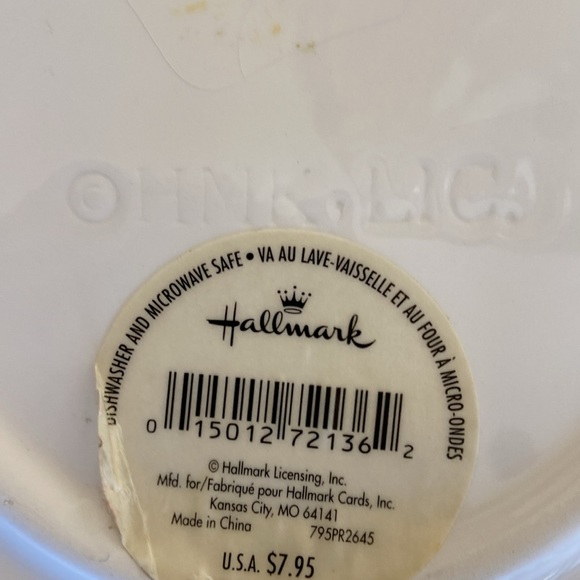 ©HMK. LIC.
DISHWASHER AND MICROWAVE SAFE • VA AU LAVE-VAISSELLE ET AU FOUR À MICRO-ONDES
Hallmark
0 15012 72136 2
© Hallmark Licensing, Inc.
Mfd. for/Fabriqué pour Hallmark Cards, Inc.
Kansas City, MO 64141
Made in China 795PR2645
U.S.A. $7.95